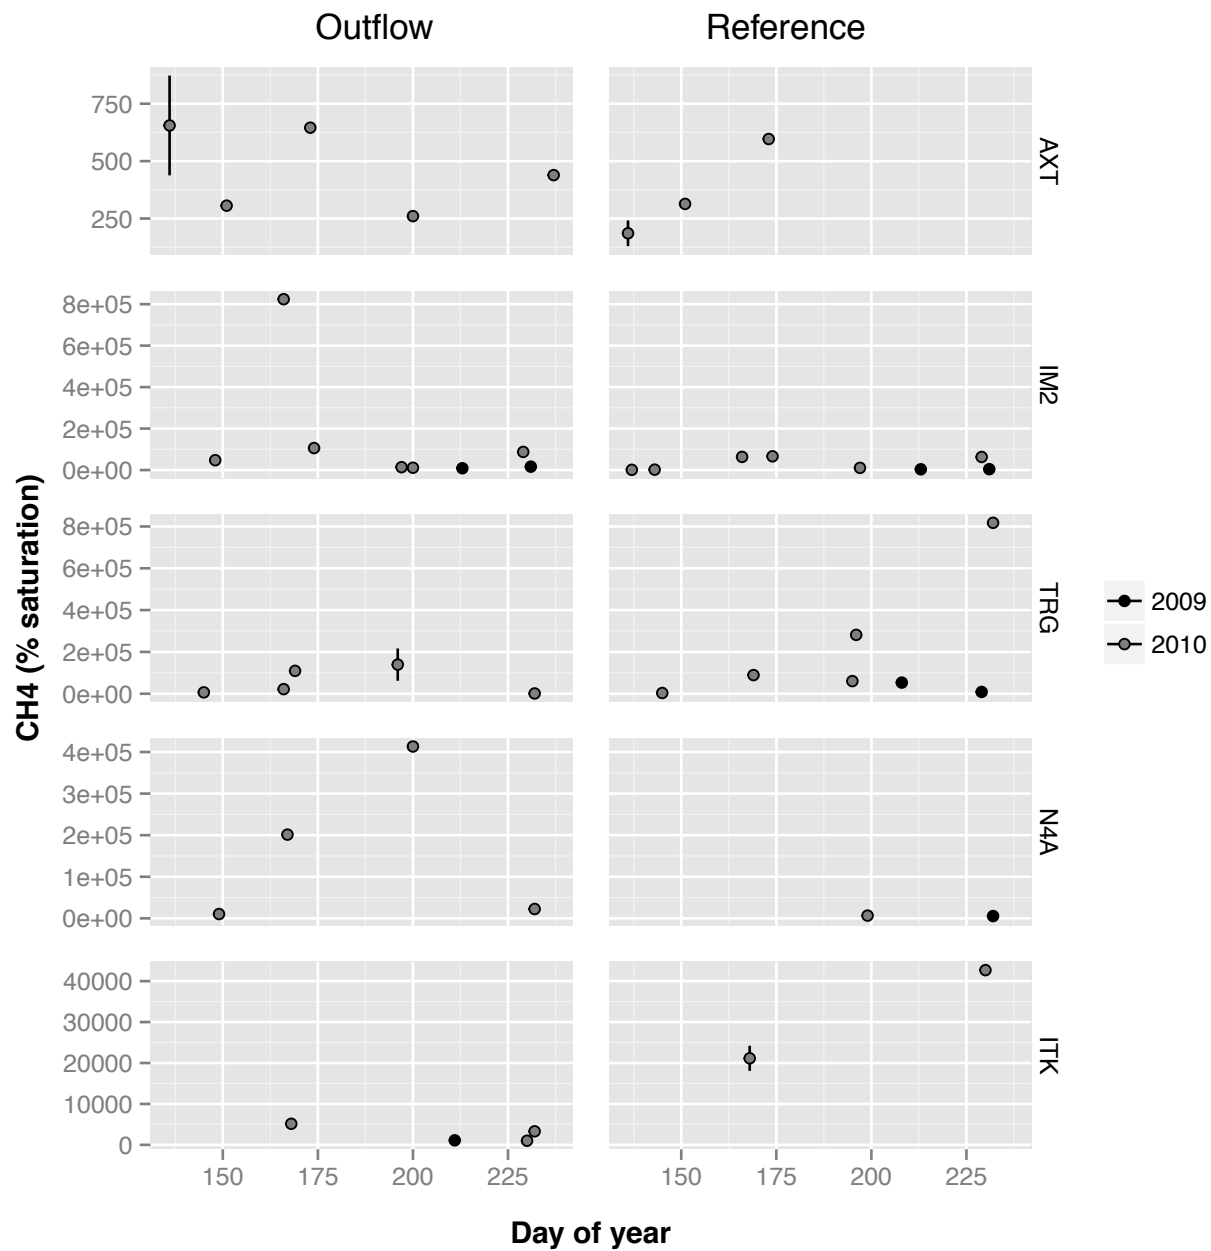 Outflow
Reference
750
500
250
AXT
8e+05
6e+05
4e+05
2e+05
0e+00
IM2
8e+05
6e+05
4e+05
2e+05
0e+00
TRG
4e+05
3e+05
2e+05
1e+05
0e+00
N4A
40000
30000
20000
10000
0
ITK
150 175 200 225
150 175 200 225
CH4 (% saturation)
Day of year
2009
2010